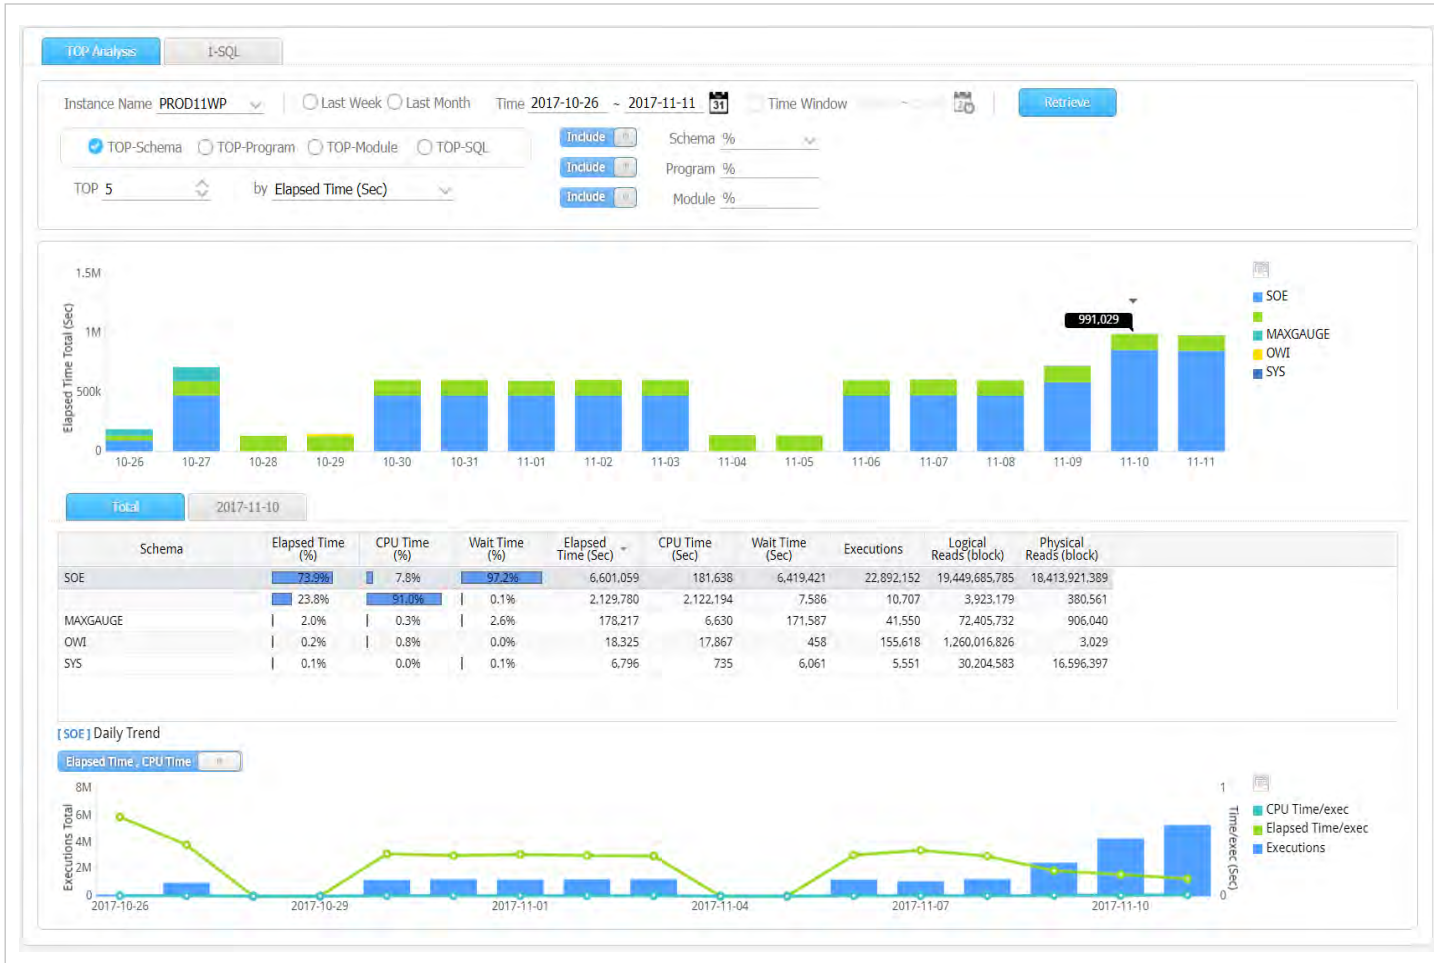 TOP Analysis 1-SQL
Instance Name PROD11WP Last Week Last Month Time 2017-10-26 ~ 2017-11-11 31 Time Window ~ Retrieve
TOP-Schema TOP-Program TOP-Module TOP-SQL Include Schema %
Include Program %
TOP 5 by Elapsed Time (Sec) Include Module %
1.5M
1M
500k
0
Elapsed Time Total (Sec)
991,029
SOE
MAXGAUGE
OWI
SYS
10-26 10-27 10-28 10-29 10-30 10-31 11-01 11-02 11-03 11-04 11-05 11-06 11-07 11-08 11-09 11-10 11-11
Total 2017-11-10
Schema Elapsed Time (%) CPU Time (%) Wait Time (%) Elapsed Time (Sec) CPU Time (Sec) Wait Time (Sec) Executions Logical Reads (block) Physical Reads (block)
SOE 73.9% 7.8% 97.2% 6,601,059 181,638 6,419,421 22,892,152 19,449,685,785 18,413,921,389
23.8% 91.0% 0.1% 2,129,780 2,122,194 7,586 10,707 3,923,179 380,561
MAXGAUGE 2.0% 0.3% 2.6% 178,217 6,630 171,587 41,550 72,405,732 906,040
OWI 0.2% 0.8% 0.0% 18,325 17,867 458 155,618 1,260,016,826 3,029
SYS 0.1% 0.0% 0.1% 6,796 735 6,061 5,551 30,204,583 16,596,397
[ SOE ] Daily Trend
Elapsed Time , CPU Time
8M
6M
4M
2M
0
Executions Total
1
0
Time/exec (Sec)
CPU Time/exec
Elapsed Time/exec
Executions
2017-10-26 2017-10-29 2017-11-01 2017-11-04 2017-11-07 2017-11-10